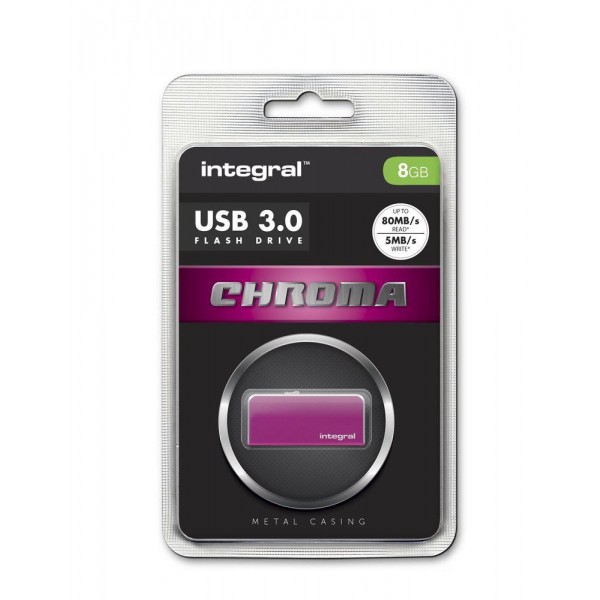 integral™
8GB
USB 3.0
FLASH DRIVE
UP TO
80MB/s
READ*
5MB/s
WRITE*
CHROMA
integral
METAL CASING